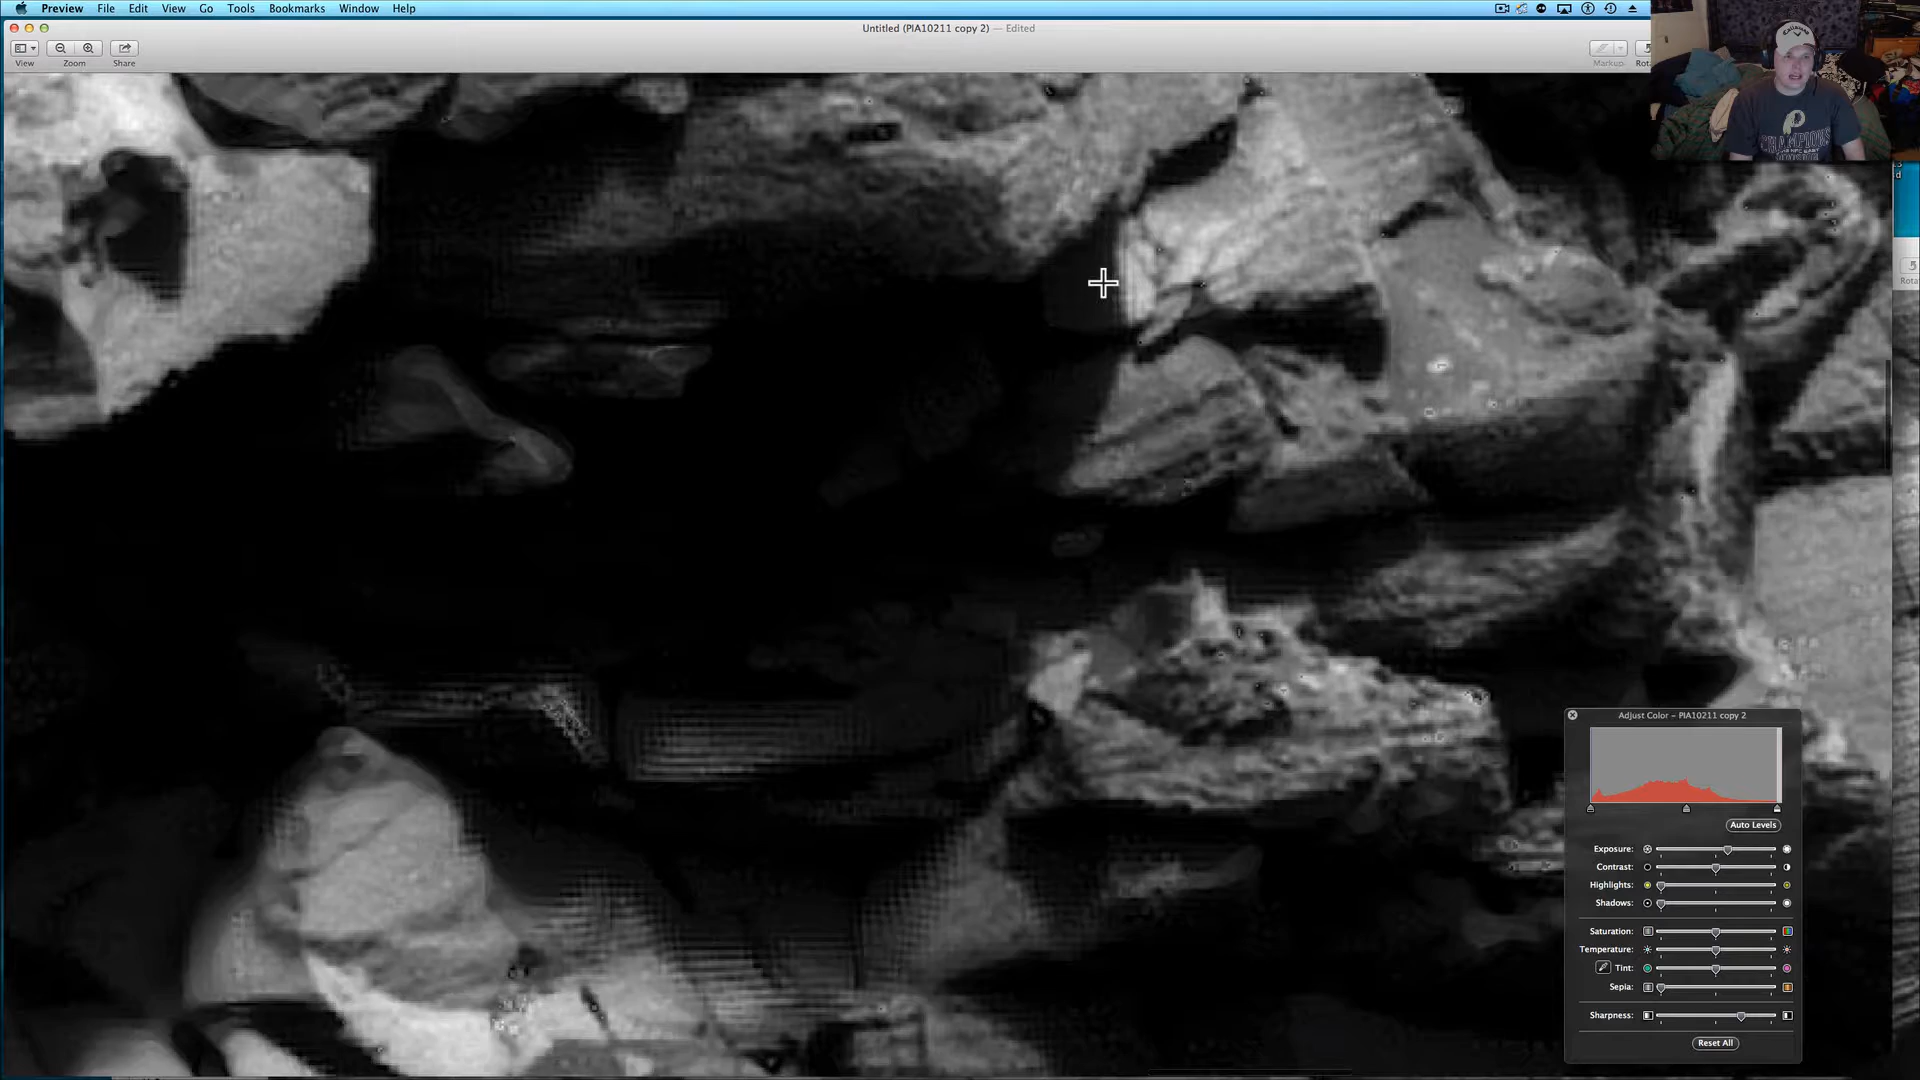 Preview File Edit View Go Tools Bookmarks Window Help
Untitled (PIA10211 copy 2) — Edited
View Zoom Share Markup
CHAMPIONS
Adjust Color – PIA10211 copy 2
Auto Levels
Exposure:
Contrast:
Highlights:
Shadows:
Saturation:
Temperature:
Tint:
Sepia:
Sharpness:
Reset All